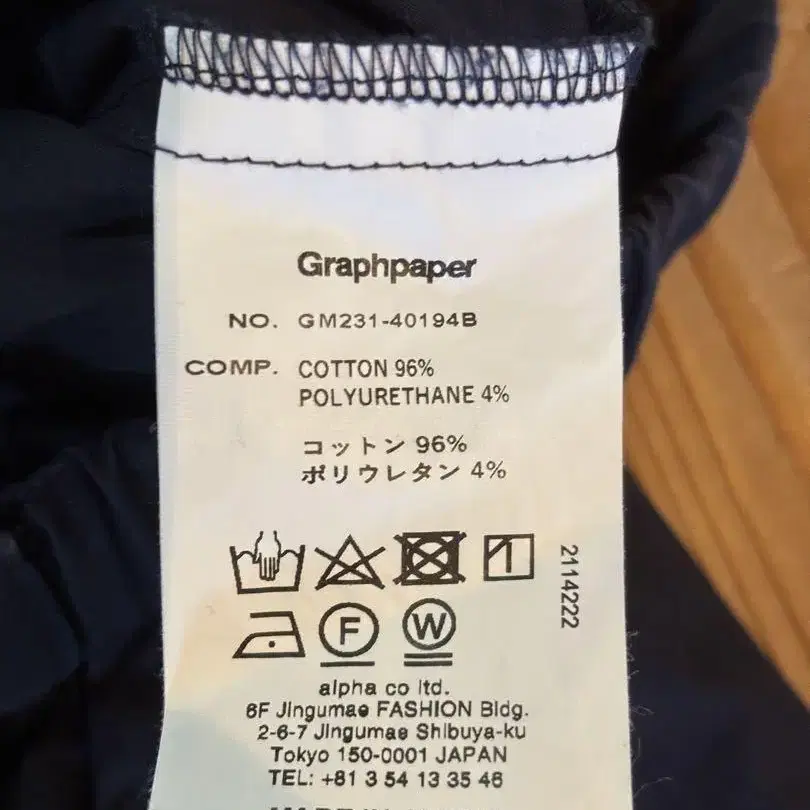 Graphpaper
NO. GM231-40194B
COMP. COTTON 96%
POLYURETHANE 4%
コットン 96%
ポリウレタン 4%
2114222
F W
alpha co ltd.
6F Jingumae FASHION Bldg.
2-6-7 Jingumae Shibuya-ku
Tokyo 150-0001 JAPAN
TEL: +81 3 54 13 35 46